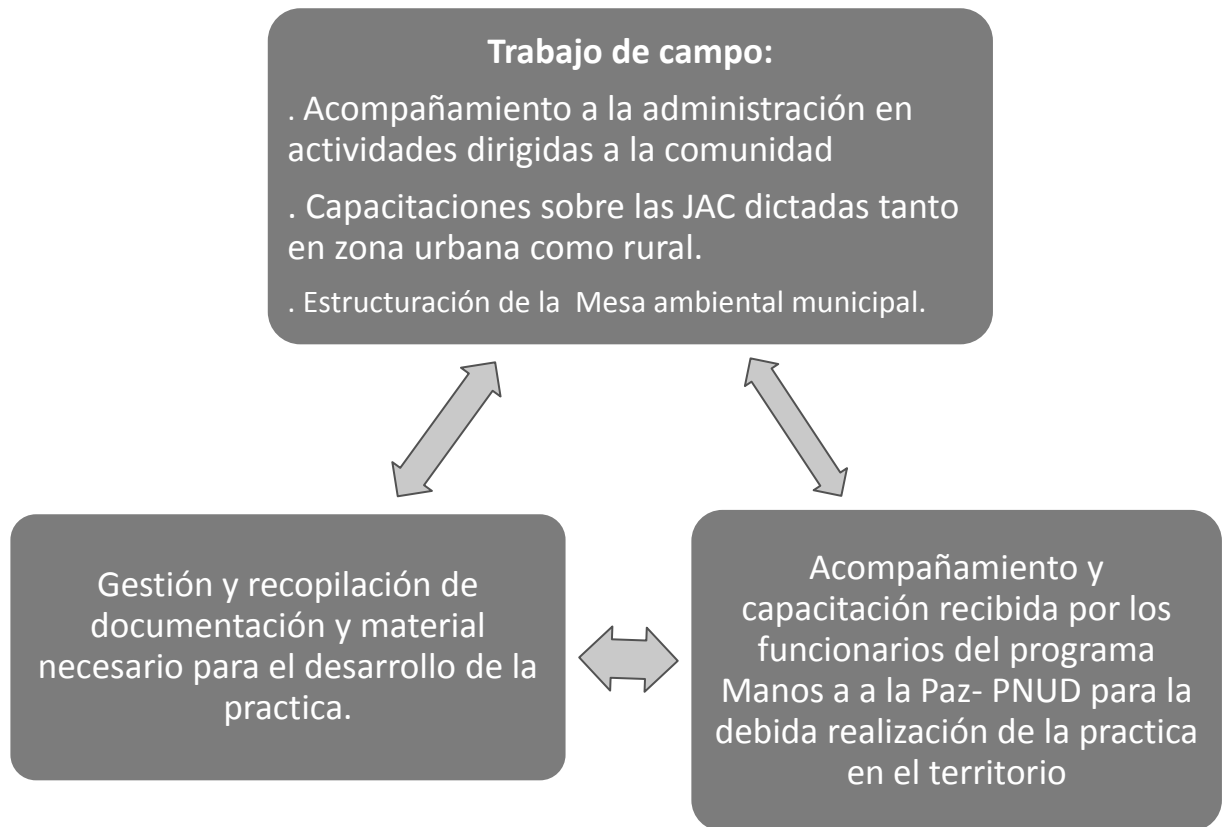 Trabajo de campo:
. Acompañamiento a la administración en
actividades dirigidas a la comunidad
. Capacitaciones sobre las JAC dictadas tanto
en zona urbana como rural.
. Estructuración de la Mesa ambiental municipal.
Gestión y recopilación de
documentación y material
necesario para el desarrollo de la
practica.
Acompañamiento y
capacitación recibida por los
funcionarios del programa
Manos a a la Paz- PNUD para la
debida realización de la practica
en el territorio